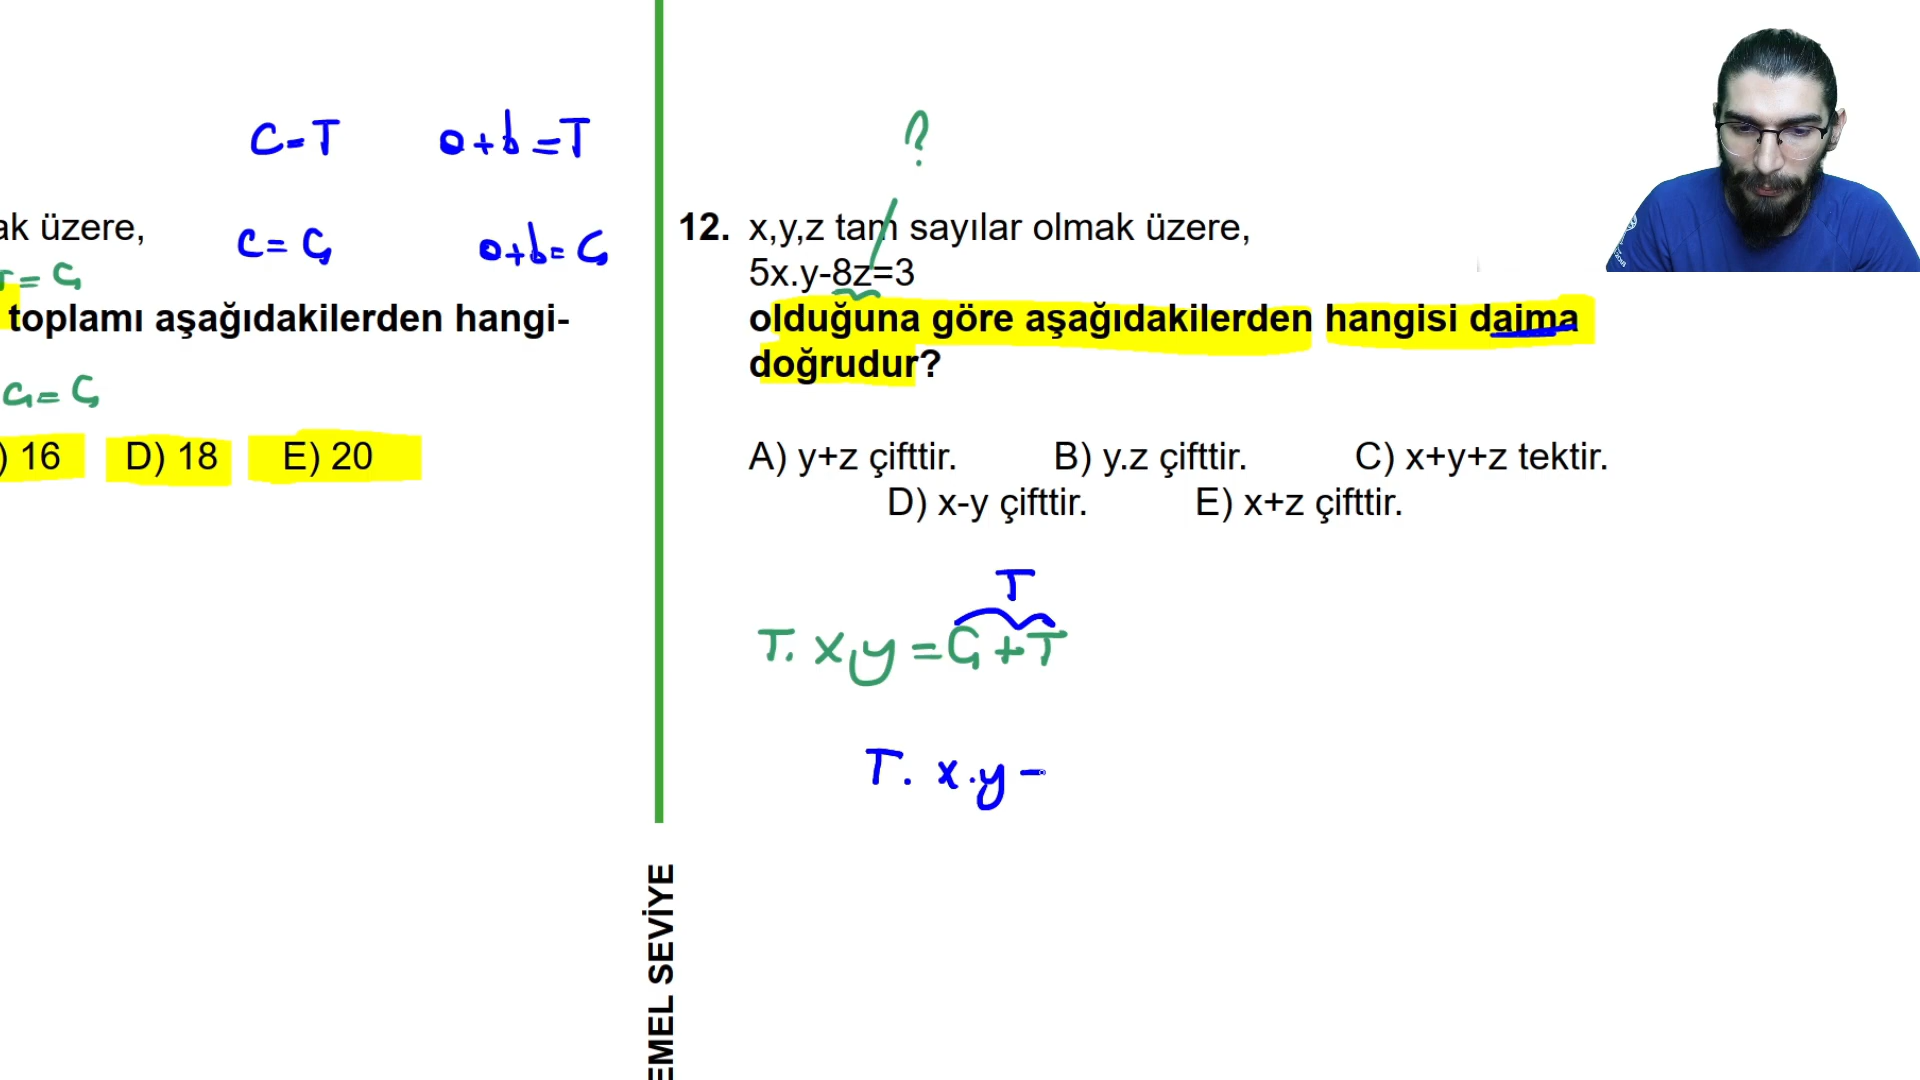 C=T a+b=T
ak üzere, C=Ç a+b=Ç
T=Ç
toplamı aşağıdakilerden hangi-
Ç=Ç
) 16 D) 18 E) 20
?
12. x,y,z tam sayılar olmak üzere,
5x.y-8z=3
olduğuna göre aşağıdakilerden hangisi daima
doğrudur?
A) y+z çifttir. B) y.z çifttir. C) x+y+z tektir.
D) x-y çifttir. E) x+z çifttir.
T
T. x.y = Ç+T
T. x.y -
EMEL SEVİYE